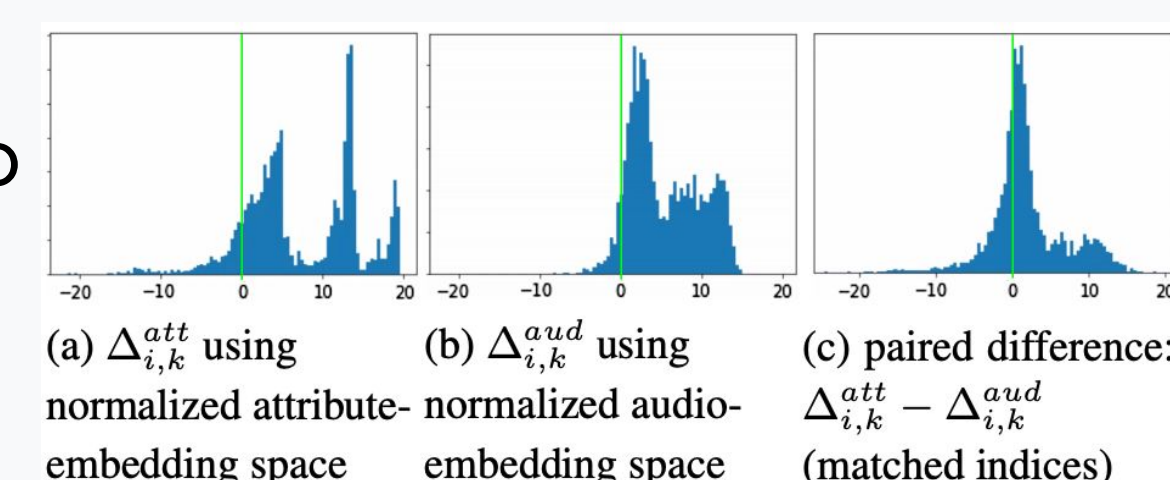 −20 −10 0 10 20
−20 −10 0 10
−20 −10 0 10 20
(a) Δ^{att}_{i,k} using
normalized attribute-
embedding space
(b) Δ^{aud}_{i,k} using
normalized audio-
embedding space
(c) paired difference:
Δ^{att}_{i,k} − Δ^{aud}_{i,k}
(matched indices)